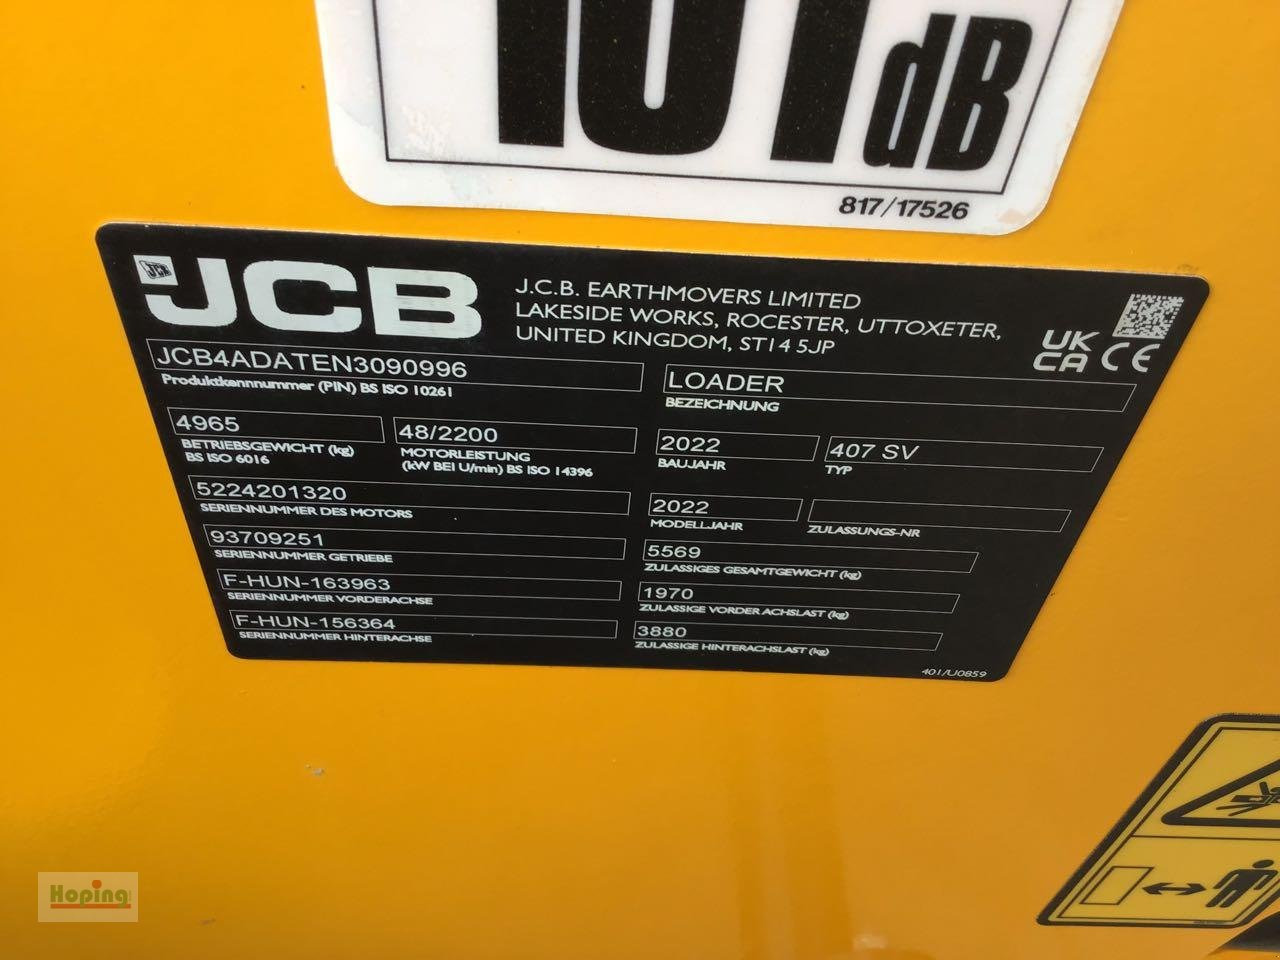 101dB
817/17526
JCB JCB
J.C.B. EARTHMOVERS LIMITED
LAKESIDE WORKS, ROCESTER, UTTOXETER,
UNITED KINGDOM, ST14 5JP
UK
CA CE
JCB4ADATEN3090996
Produktkennnummer (PIN) BS ISO 10261
LOADER
BEZEICHNUNG
4965
BETRIEBSGEWICHT (kg)
BS ISO 6016
48/2200
MOTORLEISTUNG
(kW BEI U/min) BS ISO 14396
2022
BAUJAHR
407 SV
TYP
5224201320
SERIENNUMMER DES MOTORS
2022
MODELLJAHR
ZULASSUNGS-NR
93709251
SERIENNUMMER GETRIEBE
5569
ZULASSIGES GESAMTGEWICHT (kg)
F-HUN-163963
SERIENNUMMER VORDERACHSE
1970
ZULASSIGE VORDER ACHSLAST (kg)
F-HUN-156364
SERIENNUMMER HINTERACHSE
3880
ZULASSIGE HINTERACHSLAST (kg)
401/U0859
Hoping